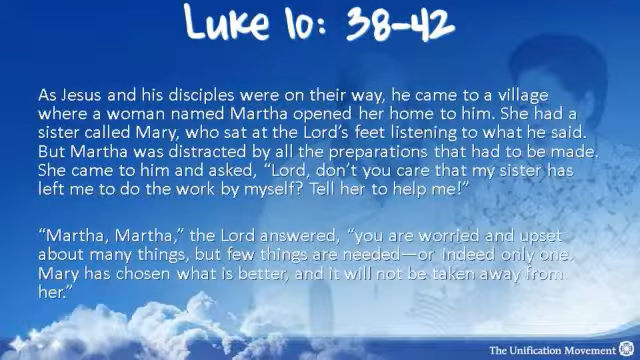 Luke 10: 38-42
As Jesus and his disciples were on their way, he came to a village
where a woman named Martha opened her home to him. She had a
sister called Mary, who sat at the Lord's feet listening to what he said.
But Martha was distracted by all the preparations that had to be made.
She came to him and asked, “Lord, don't you care that my sister has
left me to do the work by myself? Tell her to help me!”
“Martha, Martha,” the Lord answered, “you are worried and upset
about many things, but few things are needed—or indeed only one.
Mary has chosen what is better, and it will not be taken away from
her.”
The Unification Movement